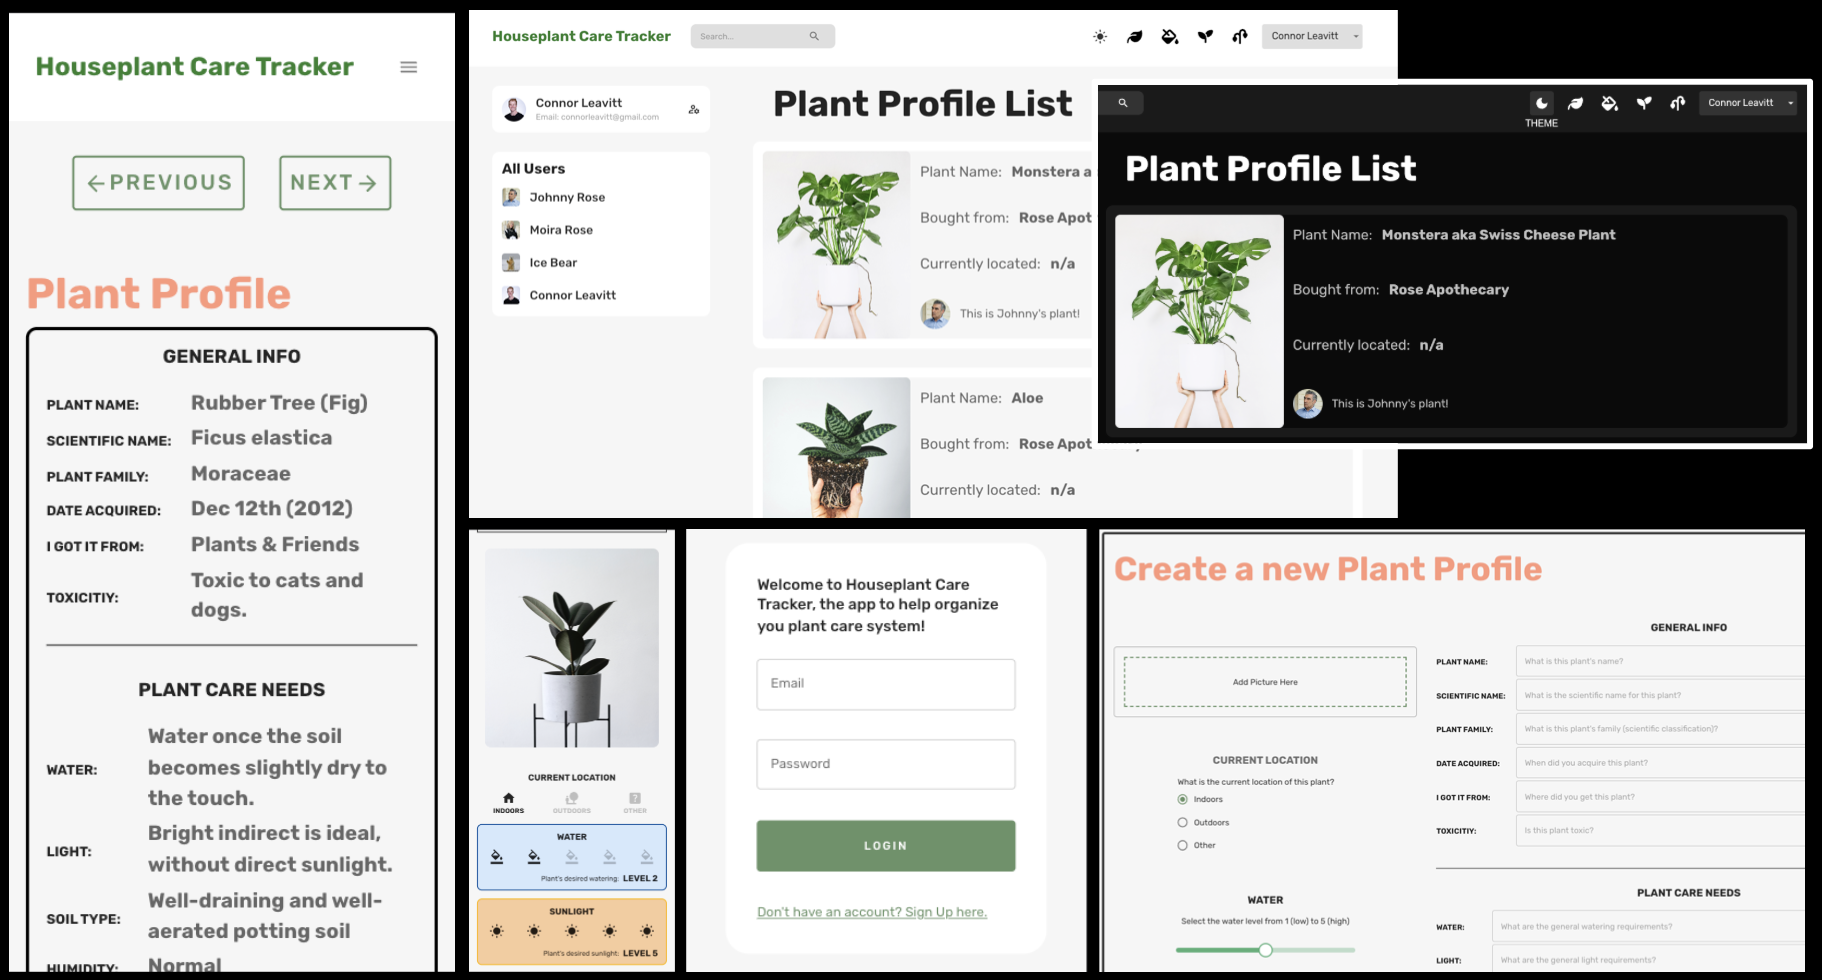 Houseplant Care Tracker
←PREVIOUS
NEXT→
Plant Profile
GENERAL INFO
PLANT NAME: Rubber Tree (Fig)
SCIENTIFIC NAME: Ficus elastica
PLANT FAMILY: Moraceae
DATE ACQUIRED: Dec 12th (2012)
I GOT IT FROM: Plants & Friends
TOXICITIY: Toxic to cats and
dogs.
PLANT CARE NEEDS
WATER: Water once the soil
becomes slightly dry to
the touch.
LIGHT: Bright indirect is ideal,
without direct sunlight.
SOIL TYPE: Well-draining and well-
aerated potting soil
HUMIDITY: Normal
Houseplant Care Tracker
Search...
Connor Leavitt
Connor Leavitt
Email: connorleavitt@gmail.com
All Users
Johnny Rose
Moira Rose
Ice Bear
Connor Leavitt
Plant Profile List
Plant Name: Monstera a
Bought from: Rose Apot
Currently located: n/a
This is Johnny's plant!
Plant Name: Aloe
Bought from: Rose Apot
Currently located: n/a
Connor Leavitt
THEME
Plant Profile List
Plant Name: Monstera aka Swiss Cheese Plant
Bought from: Rose Apothecary
Currently located: n/a
This is Johnny's plant!
CURRENT LOCATION
INDOORS
OUTDOORS
OTHER
WATER
Plant's desired watering: LEVEL 2
SUNLIGHT
Plant's desired sunlight: LEVEL 5
Welcome to Houseplant Care
Tracker, the app to help organize
you plant care system!
Email
Password
LOGIN
Don't have an account? Sign Up here.
Create a new Plant Profile
Add Picture Here
CURRENT LOCATION
What is the current location of this plant?
Indoors
Outdoors
Other
WATER
Select the water level from 1 (low) to 5 (high)
GENERAL INFO
PLANT NAME: What is this plant's name?
SCIENTIFIC NAME: What is the scientific name for this plant?
PLANT FAMILY: What is this plant's family (scientific classification)?
DATE ACQUIRED: When did you acquire this plant?
I GOT IT FROM: Where did you get this plant?
TOXICITIY: Is this plant toxic?
PLANT CARE NEEDS
WATER: What are the general watering requirements?
LIGHT: What are the general light requirements?